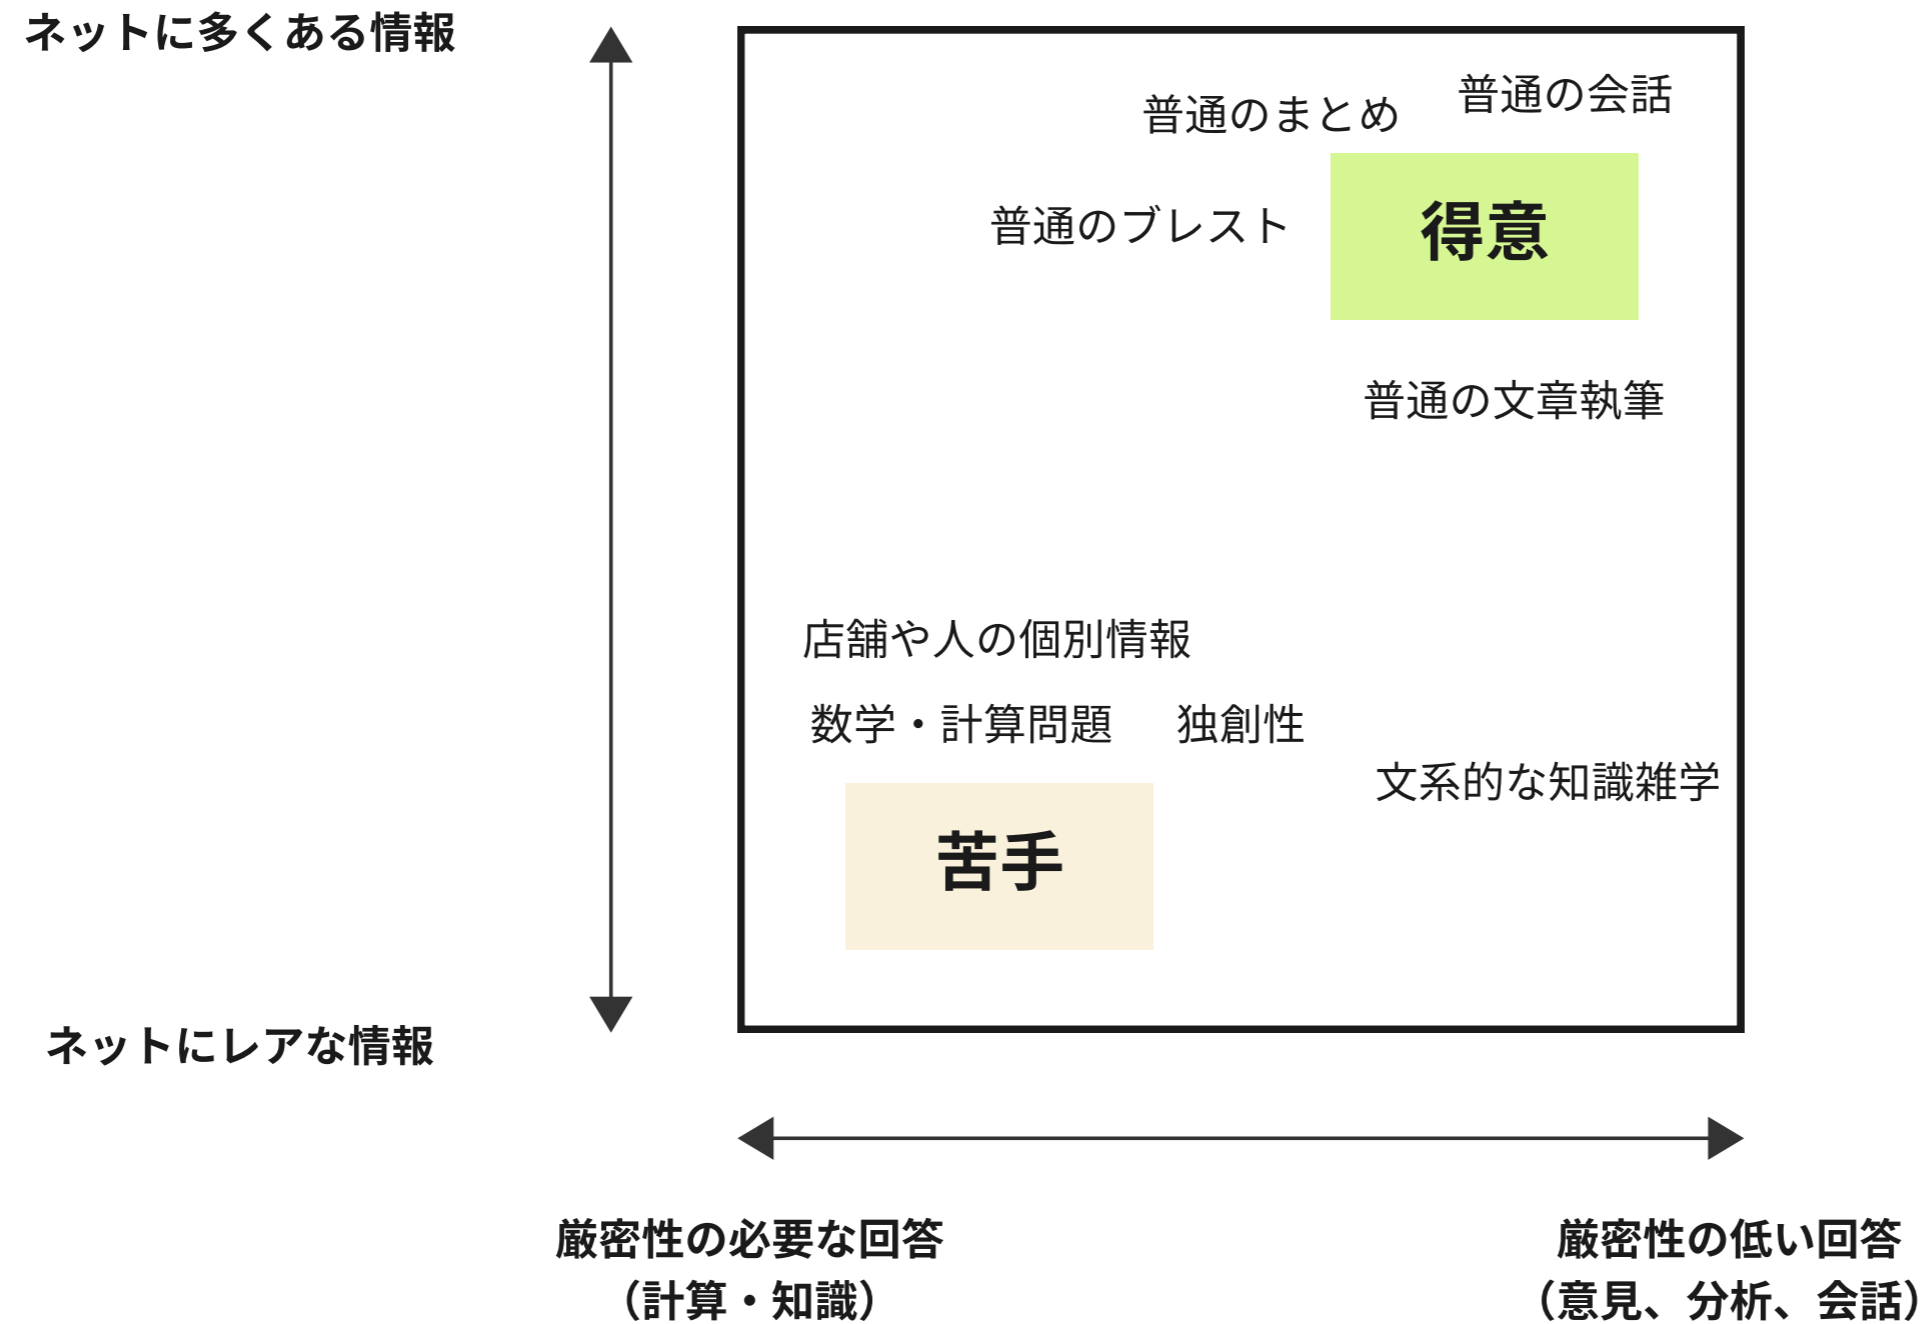 ネットに多くある情報
普通の会話
普通のまとめ
得意
普通のブレスト
普通の文章執筆
店舗や人の個別情報
数学・計算問題
独創性
文系的な知識雑学
苦手
ネットにレアな情報
厳密性の必要な回答
（計算・知識）
厳密性の低い回答
（意見、分析、会話）